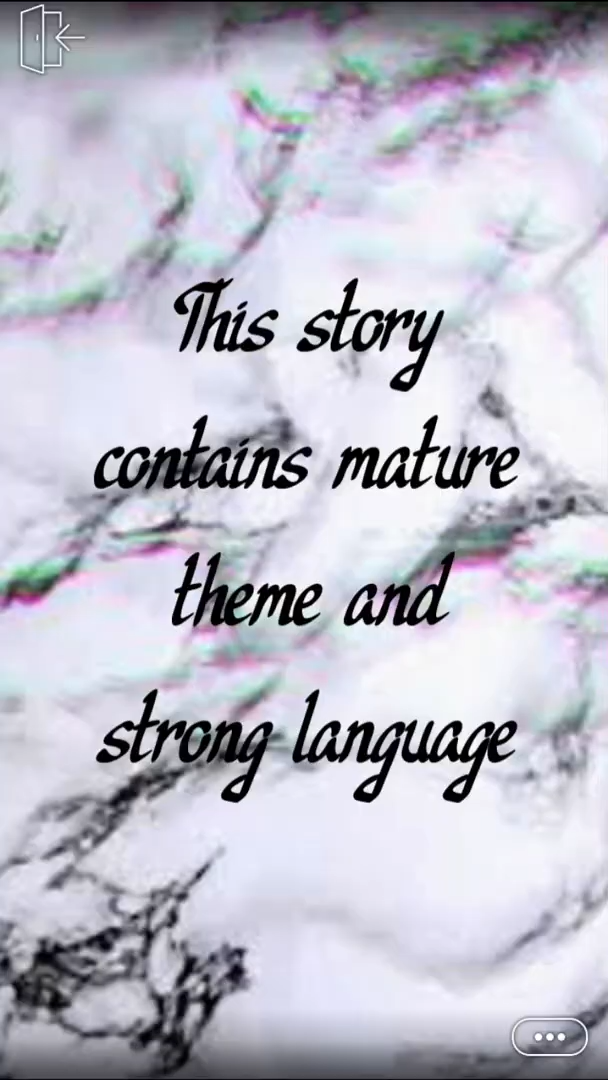 This story
contains mature
theme and
strong language